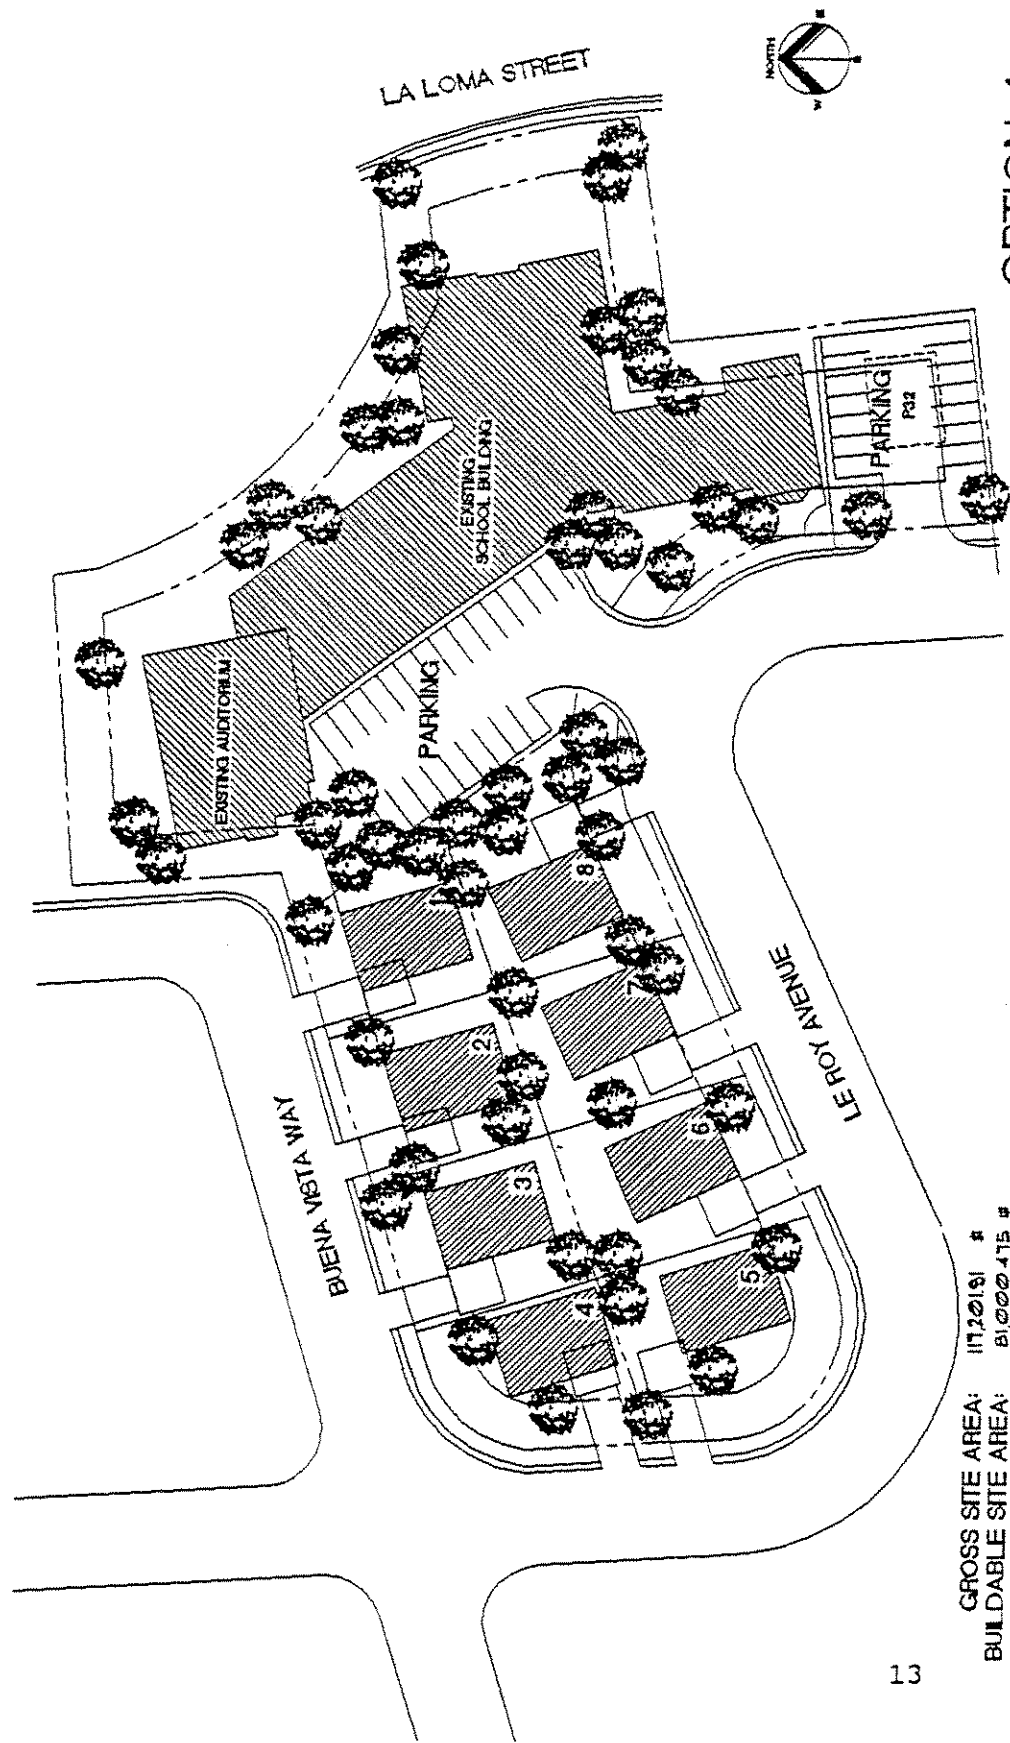 LA LOMA STREET
NORTH
W
EXISTING
SCHOOL BUILDING
EXISTING AUDITORIUM
PARKING
PARKING
P32
BUENA VISTA WAY
LE ROY AVENUE
1
2
3
4
5
6
7
8
GROSS SITE AREA:
BUILDABLE SITE AREA:
13